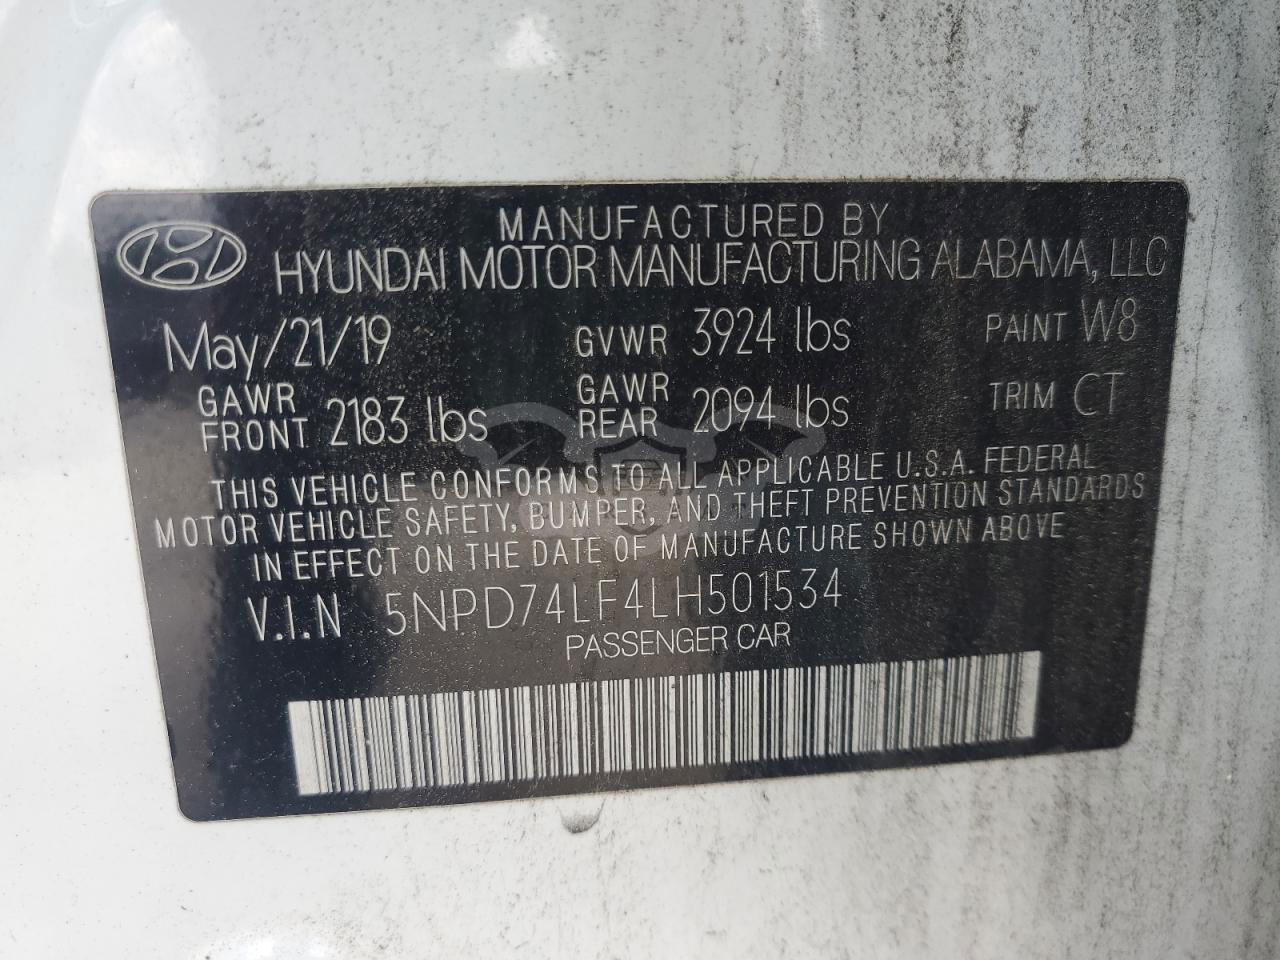 MANUFACTURED BY
HYUNDAI MOTOR MANUFACTURING ALABAMA, LLC
May/21/19 GVWR 3924 lbs PAINT W8
GAWR FRONT 2183 lbs GAWR REAR 2094 lbs TRIM CT
THIS VEHICLE CONFORMS TO ALL APPLICABLE U.S.A. FEDERAL
MOTOR VEHICLE SAFETY, BUMPER, AND THEFT PREVENTION STANDARDS
IN EFFECT ON THE DATE OF MANUFACTURE SHOWN ABOVE
V.I.N 5NPD74LF4LH501534
PASSENGER CAR